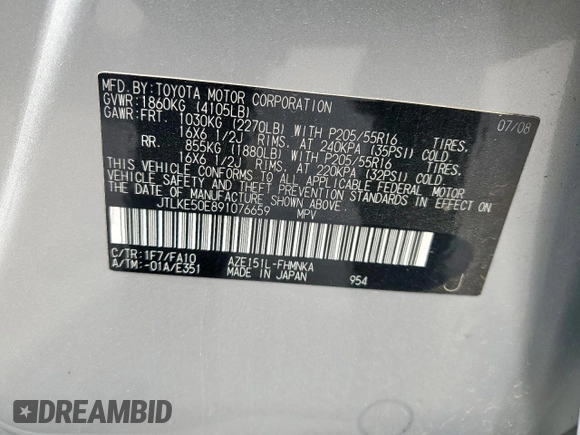 MFD. BY: TOYOTA MOTOR CORPORATION 07/08
GVWR: 1860KG (4105LB)
GAWR: FRT. 1030KG (2270LB) WITH P205/55R16 TIRES,
16X6 1/2J RIMS, AT 240KPA (35PSI) COLD.
RR. 855KG (1880LB) WITH P205/55R16 TIRES,
16X6 1/2J RIMS, AT 220KPA (32PSI) COLD.
THIS VEHICLE CONFORMS TO ALL APPLICABLE FEDERAL MOTOR
VEHICLE SAFETY AND THEFT PREVENTION STANDARDS IN EFFECT ON
THE DATE OF MANUFACTURE SHOWN ABOVE.
JTLKE50E891076659 MPV
C/TR: 1F7/FA10 AZE151L-FHMNKA
A/TM: -01A/E351 MADE IN JAPAN 954 J
DREAMBID